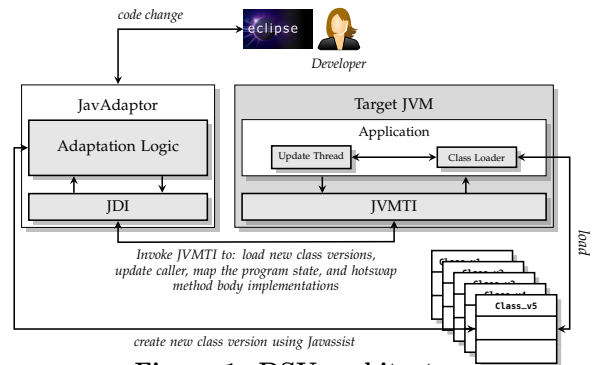 code change
eclipse
Developer
JavAdaptor
Target JVM
Adaptation Logic
Application
Update Thread
Class Loader
JDI
JVMTI
Invoke JVMTI to: load new class versions,
update caller, map the program state, and hotswap
method body implementations
load
Class_v5
create new class version using Javassist